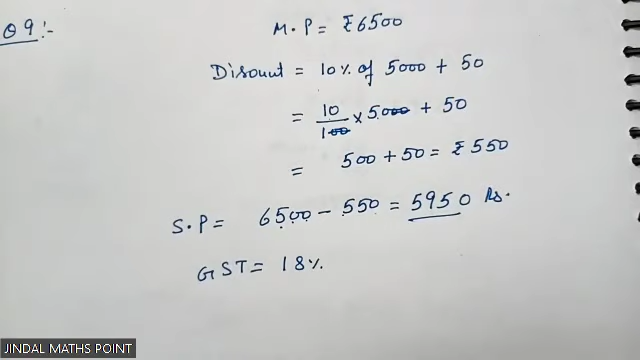 Q9:-
M.P = ₹6500
Disount = 10% of 5000 + 50
= 10/100 × 5000 + 50
= 500 + 50 = ₹550
S.P = 6500 - 550 = 5950 Rs.
GST = 18%
JINDAL MATHS POINT